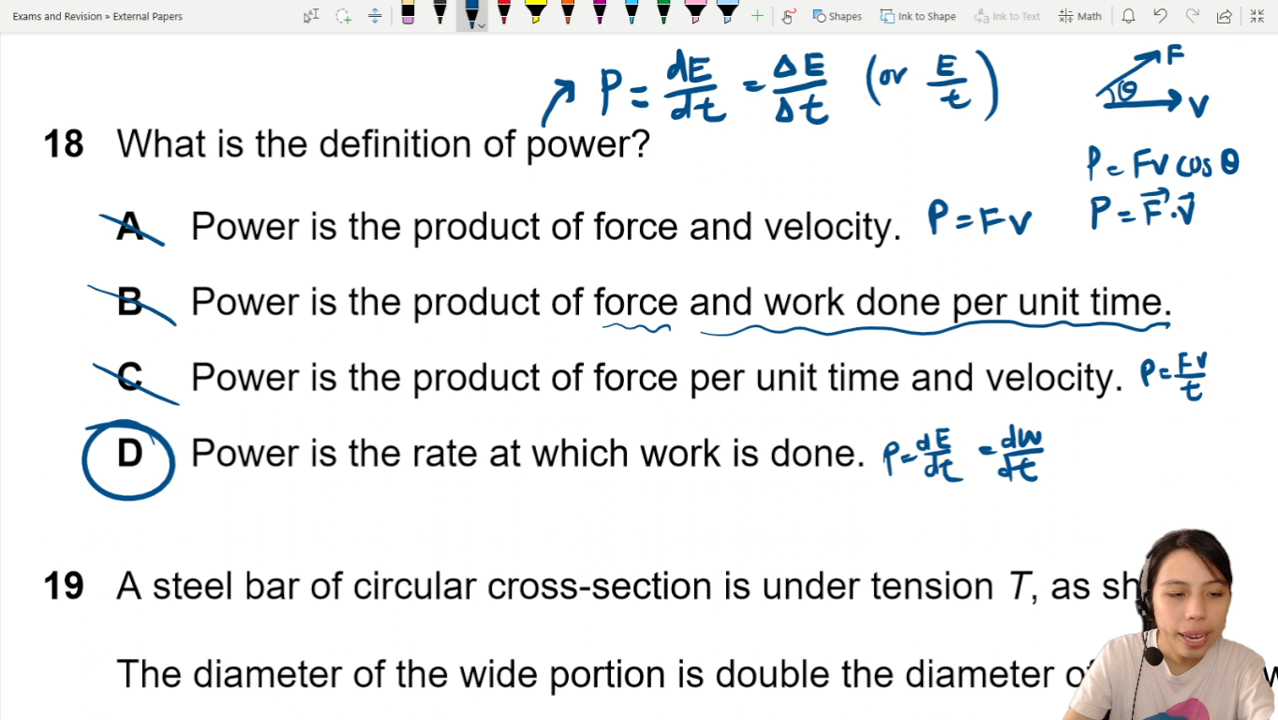 Exams and Revision » External Papers
Shapes Ink to Shape Ink to Text Math
P = dE/dt = ΔE/Δt (or E/t)
F
θ
V
18 What is the definition of power?
P = Fv cos θ
A Power is the product of force and velocity. P = Fv
P = F⃗·v⃗
B Power is the product of force and work done per unit time.
C Power is the product of force per unit time and velocity. P = Fv/t
D Power is the rate at which work is done. P = dE/dt = dW/dt
19 A steel bar of circular cross-section is under tension T, as sh
The diameter of the wide portion is double the diameter